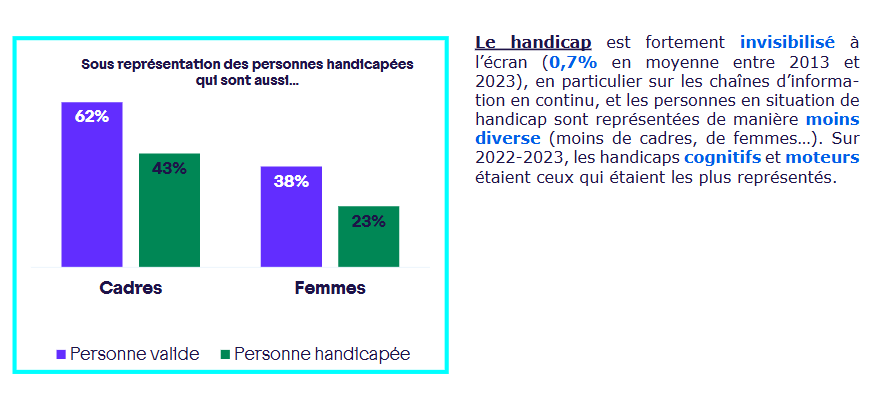 Sous représentation des personnes handicapées
qui sont aussi...
62%
43%
38%
23%
Cadres
Femmes
Personne valide
Personne handicapée
Le handicap est fortement invisibilisé à
l’écran (0,7% en moyenne entre 2013 et
2023), en particulier sur les chaînes d’informa-
tion en continu, et les personnes en situation de
handicap sont représentées de manière moins
diverse (moins de cadres, de femmes…). Sur
2022-2023, les handicaps cognitifs et moteurs
étaient ceux qui étaient les plus représentés.